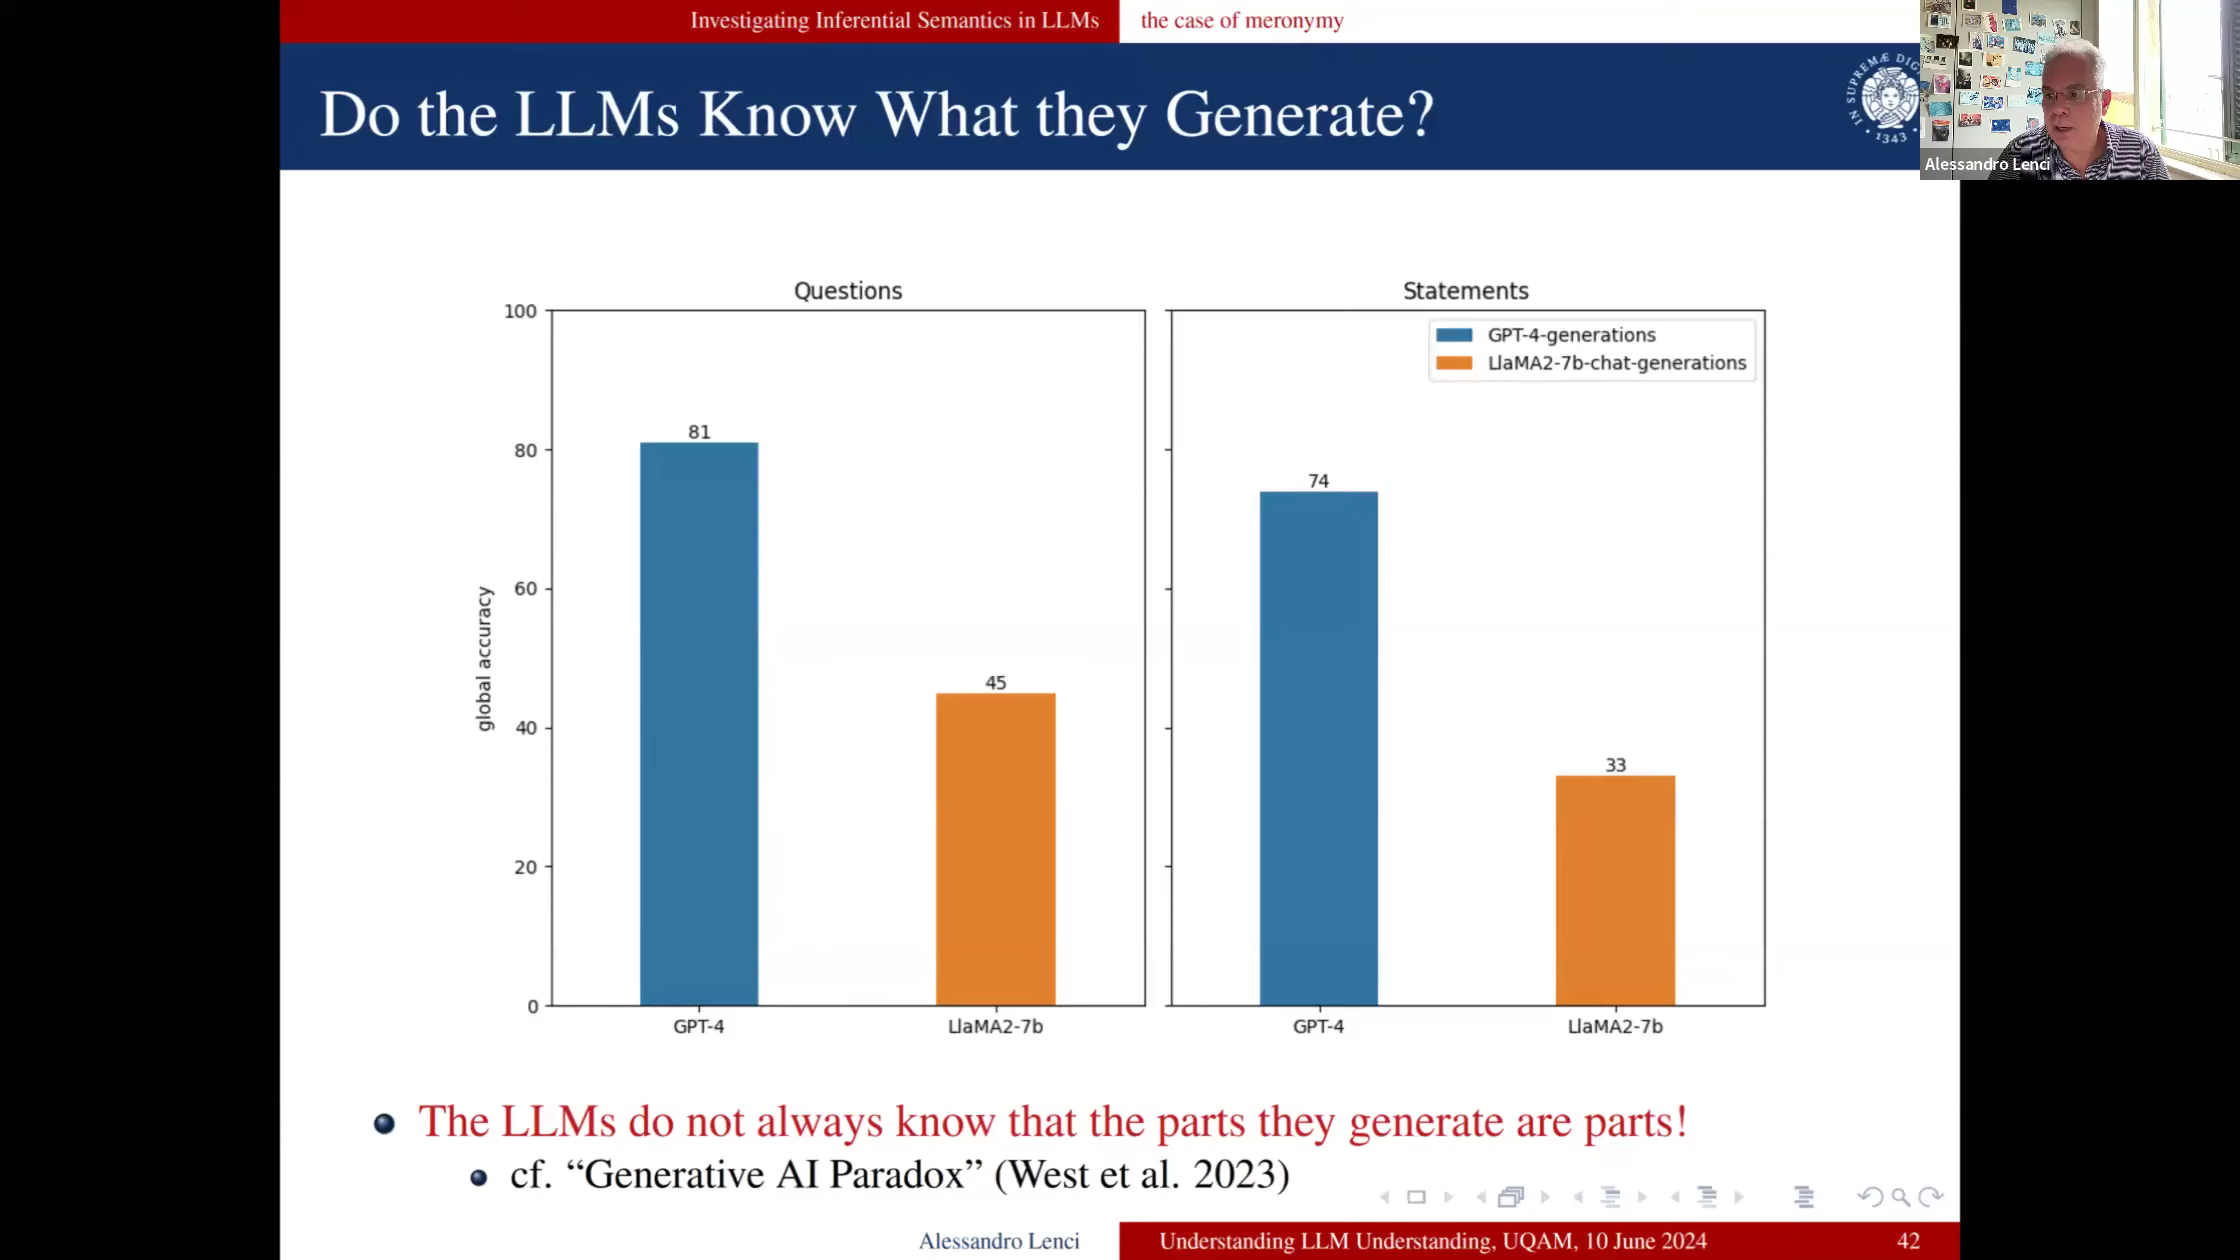 Investigating Inferential Semantics in LLMs the case of meronymy
Do the LLMs Know What they Generate?
IN SUPREMÆ DIG
• 1343 •
Alessandro Lenci
Questions
100
80
60
40
20
0
global accuracy
81
45
GPT-4 LlaMA2-7b
Statements
GPT-4-generations
LlaMA2-7b-chat-generations
74
33
GPT-4 LlaMA2-7b
The LLMs do not always know that the parts they generate are parts!
cf. “Generative AI Paradox” (West et al. 2023)
Alessandro Lenci Understanding LLM Understanding, UQAM, 10 June 2024 42